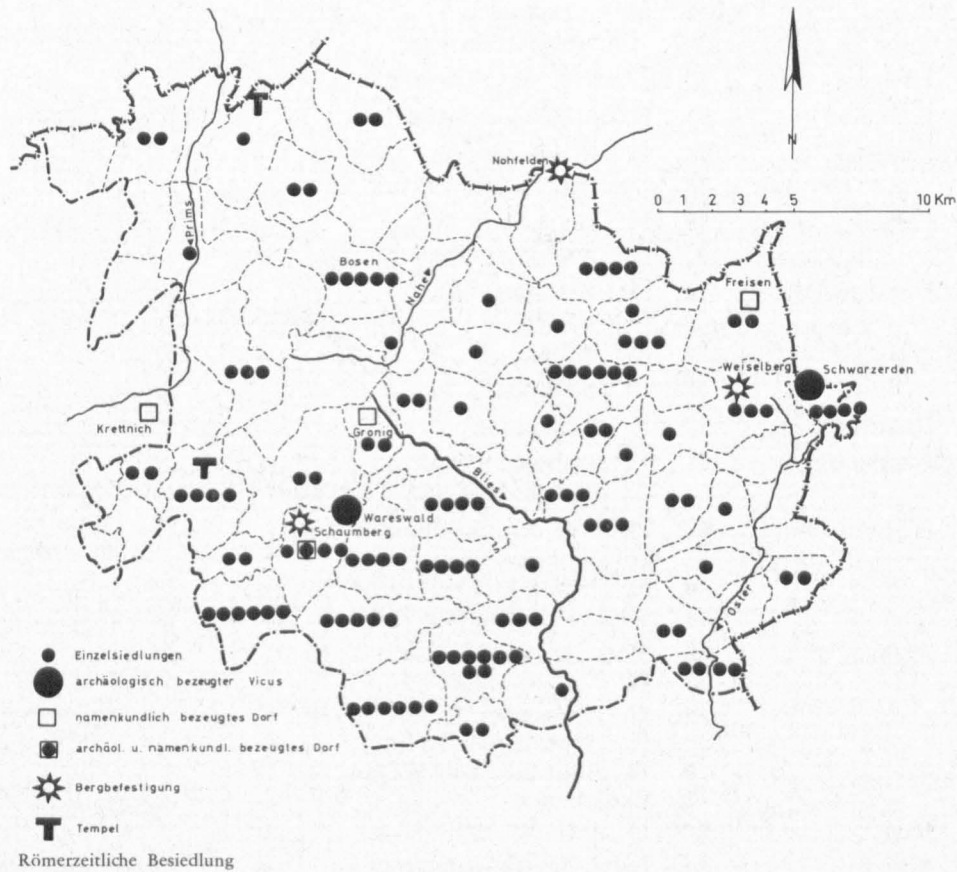 N
Nohfelden
0 1 2 3 4 5 10 Km
Prims
Bosen
Nahe
Freisen
Weiselberg
Schwarzerden
Krettnich
Gronig
Blies
Wareswald
Schaumberg
Oster
Einzelsiedlungen
archäologisch bezeugter Vicus
namenkundlich bezeugtes Dorf
archäol. u. namenkundl. bezeugtes Dorf
Bergbefestigung
Tempel
Römerzeitliche Besiedlung